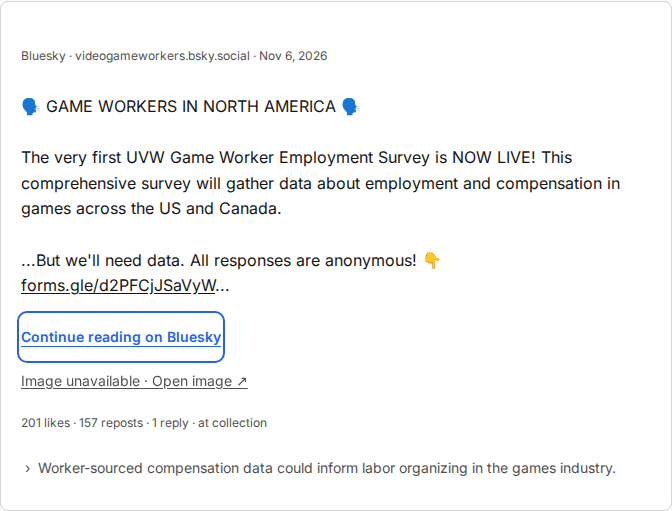 Bluesky · videogameworkers.bsky.social · Nov 6, 2026
🗣️ GAME WORKERS IN NORTH AMERICA 🗣️
The very first UVW Game Worker Employment Survey is NOW LIVE! This
comprehensive survey will gather data about employment and compensation in
games across the US and Canada.
...But we'll need data. All responses are anonymous! 👇
forms.gle/d2PFCjJSaVyW...
Continue reading on Bluesky
Image unavailable · Open image ↗
201 likes · 157 reposts · 1 reply · at collection
› Worker-sourced compensation data could inform labor organizing in the games industry.